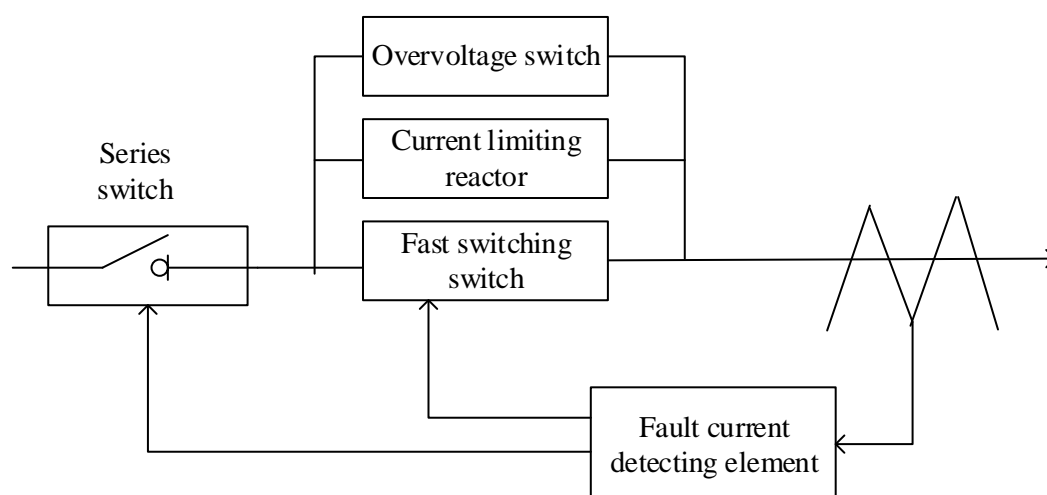 Overvoltage switch
Current limiting
reactor
Series
switch
Fast switching
switch
Fault current
detecting element